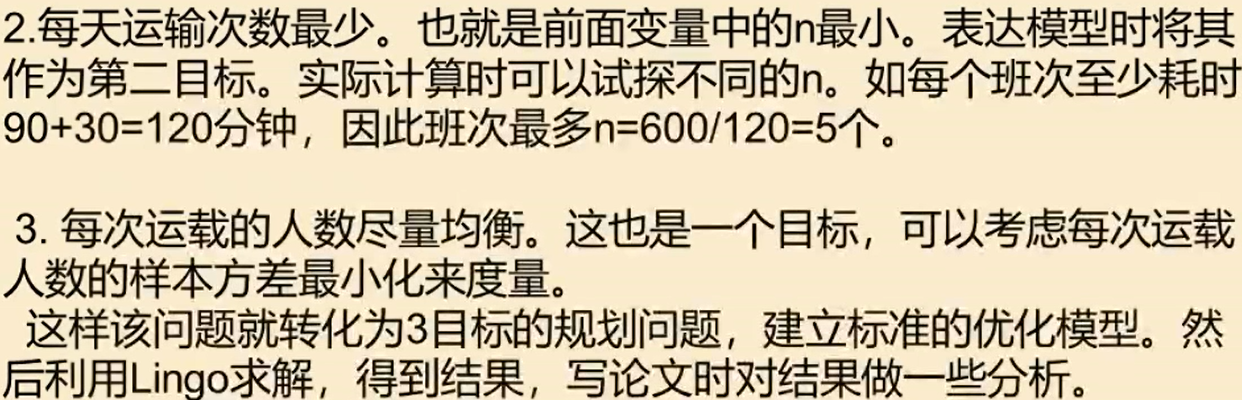 2.每天运输次数最少。也就是前面变量中的n最小。表达模型时将其
作为第二目标。实际计算时可以试探不同的n。如每个班次至少耗时
90+30=120分钟，因此班次最多n=600/120=5个。
3. 每次运载的人数尽量均衡。这也是一个目标，可以考虑每次运载
人数的样本方差最小化来度量。
这样该问题就转化为3目标的规划问题，建立标准的优化模型。然
后利用Lingo求解，得到结果，写论文时对结果做一些分析。